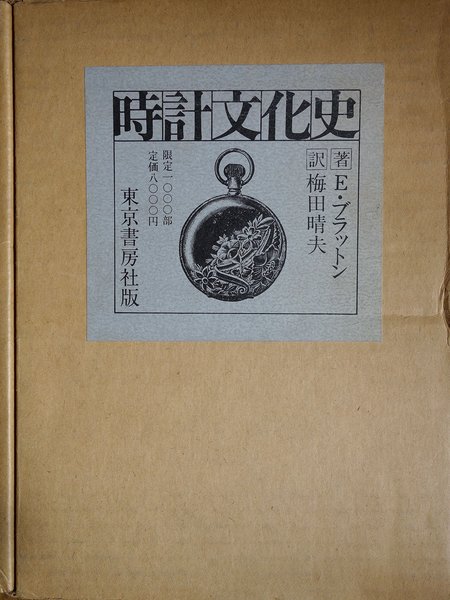 時計文化史
著 E・ブラットン
訳 梅田晴夫
限定一〇〇〇部
定価八〇〇〇円
東京書房社版